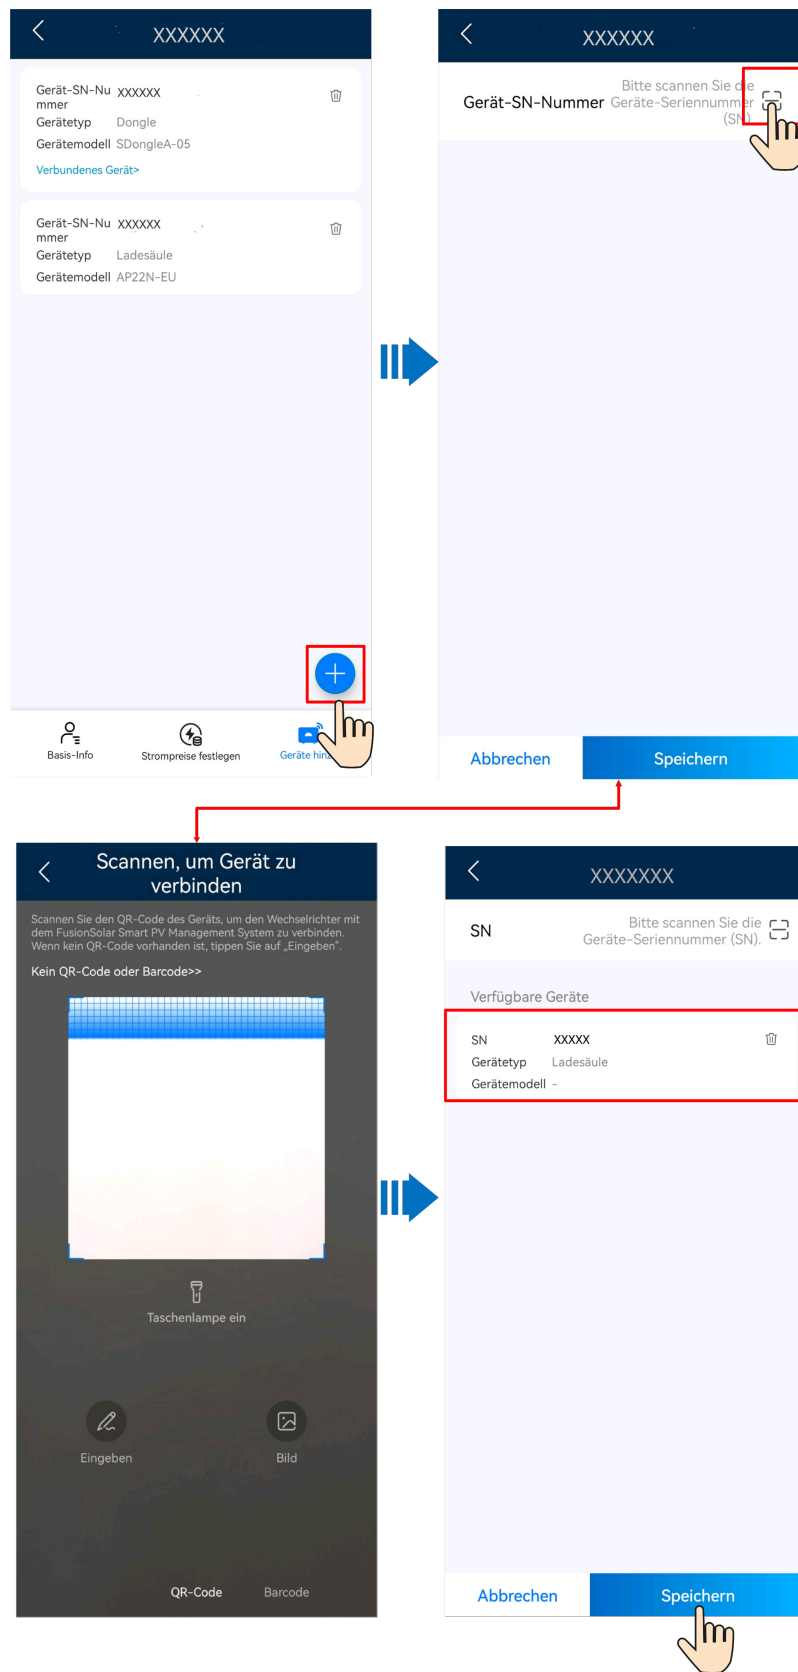 XXXXXX
Gerät-SN-Nu XXXXXX
mmer
Gerätetyp Dongle
Gerätemodell SDongleA-05
Verbundenes Gerät>
Gerät-SN-Nu XXXXXX
mmer
Gerätetyp Ladesäule
Gerätemodell AP22N-EU
Basis-Info
Strompreise festlegen
Geräte
XXXXXX
Gerät-SN-Nummer
Bitte scannen Sie die
Geräte-Seriennummer
(SN).
Abbrechen
Speichern
Scannen, um Gerät zu
verbinden
Scannen Sie den QR-Code des Geräts, um den Wechselrichter mit
dem FusionSolar Smart PV Management System zu verbinden.
Wenn kein QR-Code vorhanden ist, tippen Sie auf „Eingeben“.
Kein QR-Code oder Barcode>>
Taschenlampe ein
Eingeben
Bild
QR-Code
Barcode
XXXXXXX
SN
Bitte scannen Sie die
Geräte-Seriennummer (SN).
Verfügbare Geräte
SN XXXXX
Gerätetyp Ladesäule
Gerätemodell -
Abbrechen
Speichern